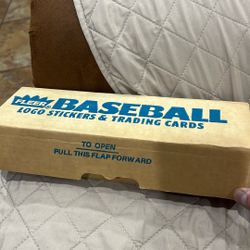 FLEER® BASEBALL
LOGO STICKERS & TRADING CARDS
TO OPEN
PULL THIS FLAP FORWARD